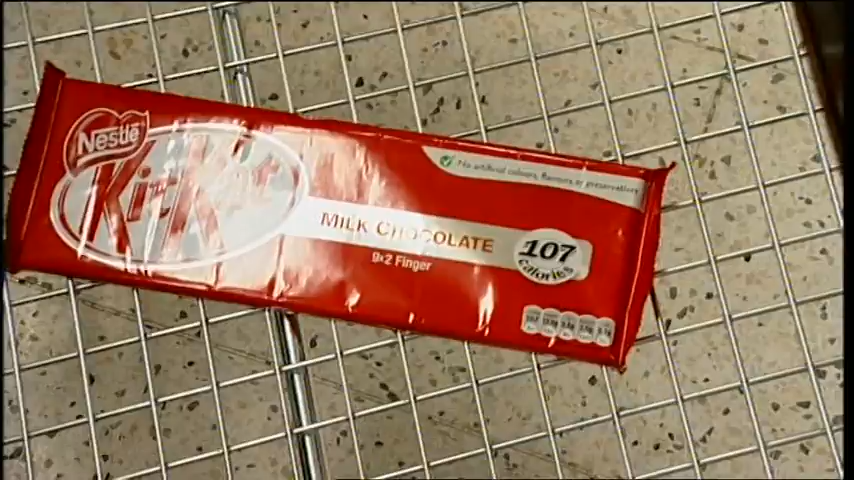 Nestlé
KitKat
No artificial colours, flavours or preservatives
MILK CHOCOLATE
9x2 Finger
107
calories